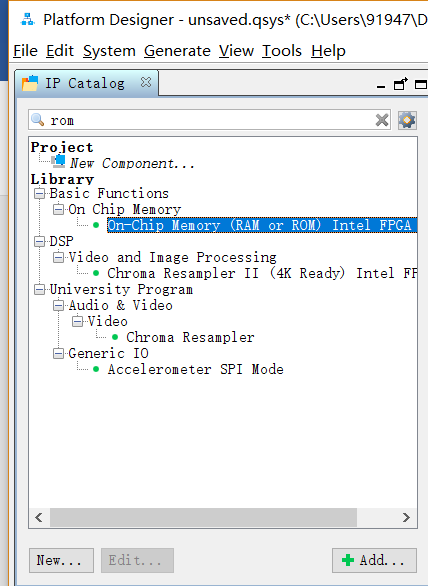 Platform Designer - unsaved.qsys* (C:\Users\91947\D
File Edit System Generate View Tools Help
IP Catalog
rom
Project
New Component...
Library
Basic Functions
On Chip Memory
On-Chip Memory (RAM or ROM) Intel FPGA
DSP
Video and Image Processing
Chroma Resampler II (4K Ready) Intel FP
University Program
Audio & Video
Video
Chroma Resampler
Generic IO
Accelerometer SPI Mode
New... Edit... Add...